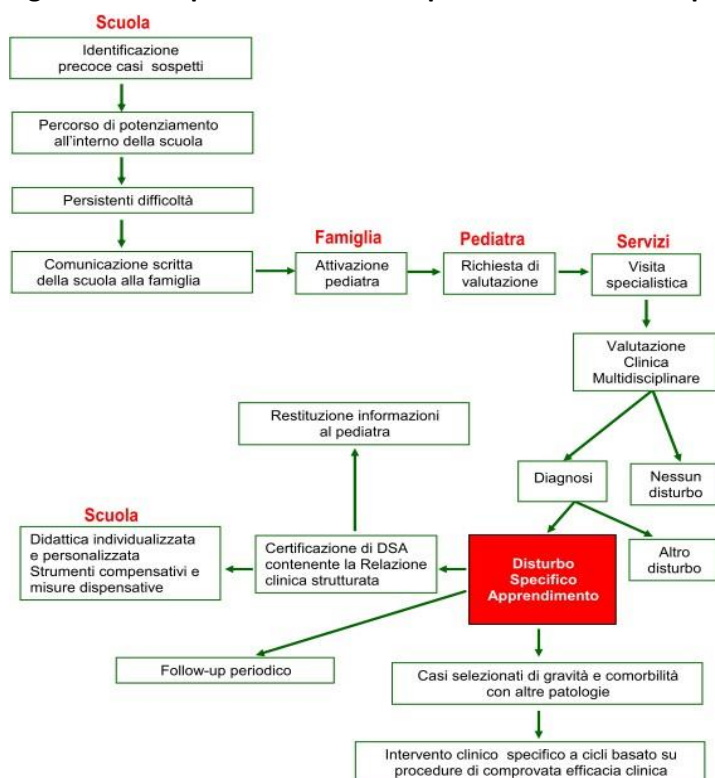 Scuola
Identificazione
precoce casi sospetti
Percorso di potenziamento
all'interno della scuola
Persistenti difficoltà
Comunicazione scritta
della scuola alla famiglia
Famiglia
Attivazione
pediatra
Pediatra
Richiesta di
valutazione
Servizi
Visita
specialistica
Valutazione
Clinica
Multidisciplinare
Diagnosi
Nessun
disturbo
Altro
disturbo
Disturbo
Specifico
Apprendimento
Certificazione di DSA
contenente la Relazione
clinica strutturata
Restituzione informazioni
al pediatra
Scuola
Didattica individualizzata
e personalizzata
Strumenti compensativi e
misure dispensative
Follow-up periodico
Casi selezionati di gravità e comorbilità
con altre patologie
Intervento clinico specifico a cicli basato su
procedure di comprovata efficacia clinica